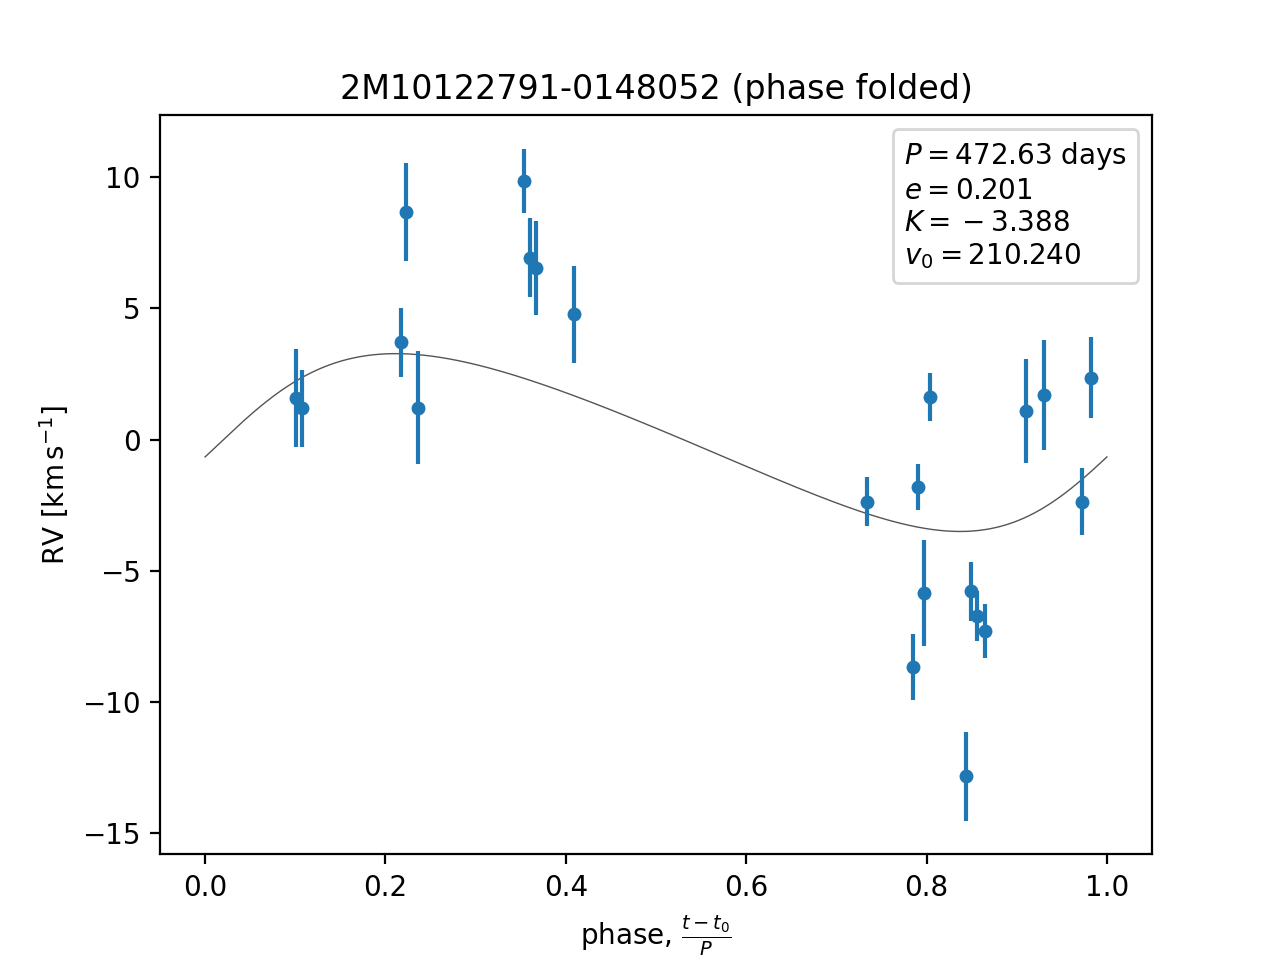 2M10122791-0148052 (phase folded)
P = 472.63 days
e = 0.201
K = −3.388
v₀ = 210.240
RV [km s⁻¹]
10
5
0
−5
−10
−15
0.0 0.2 0.4 0.6 0.8 1.0
phase, (t − t₀)/P